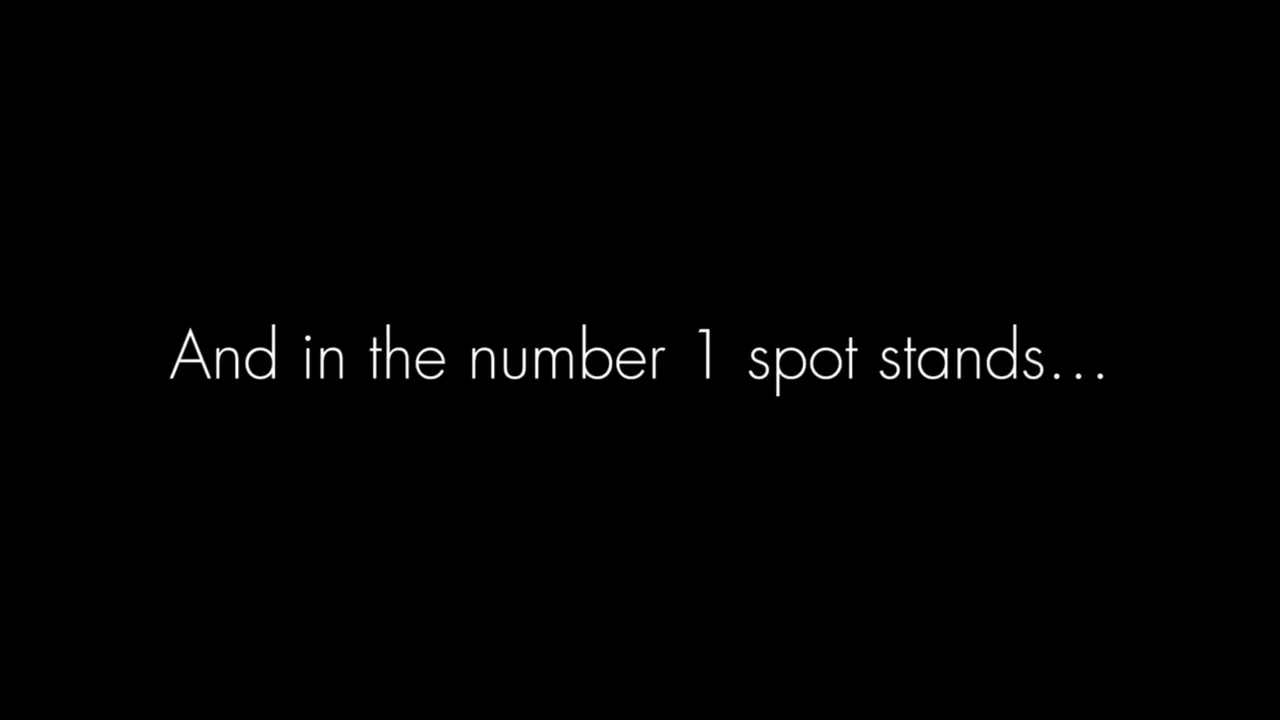 And in the number 1 spot stands…